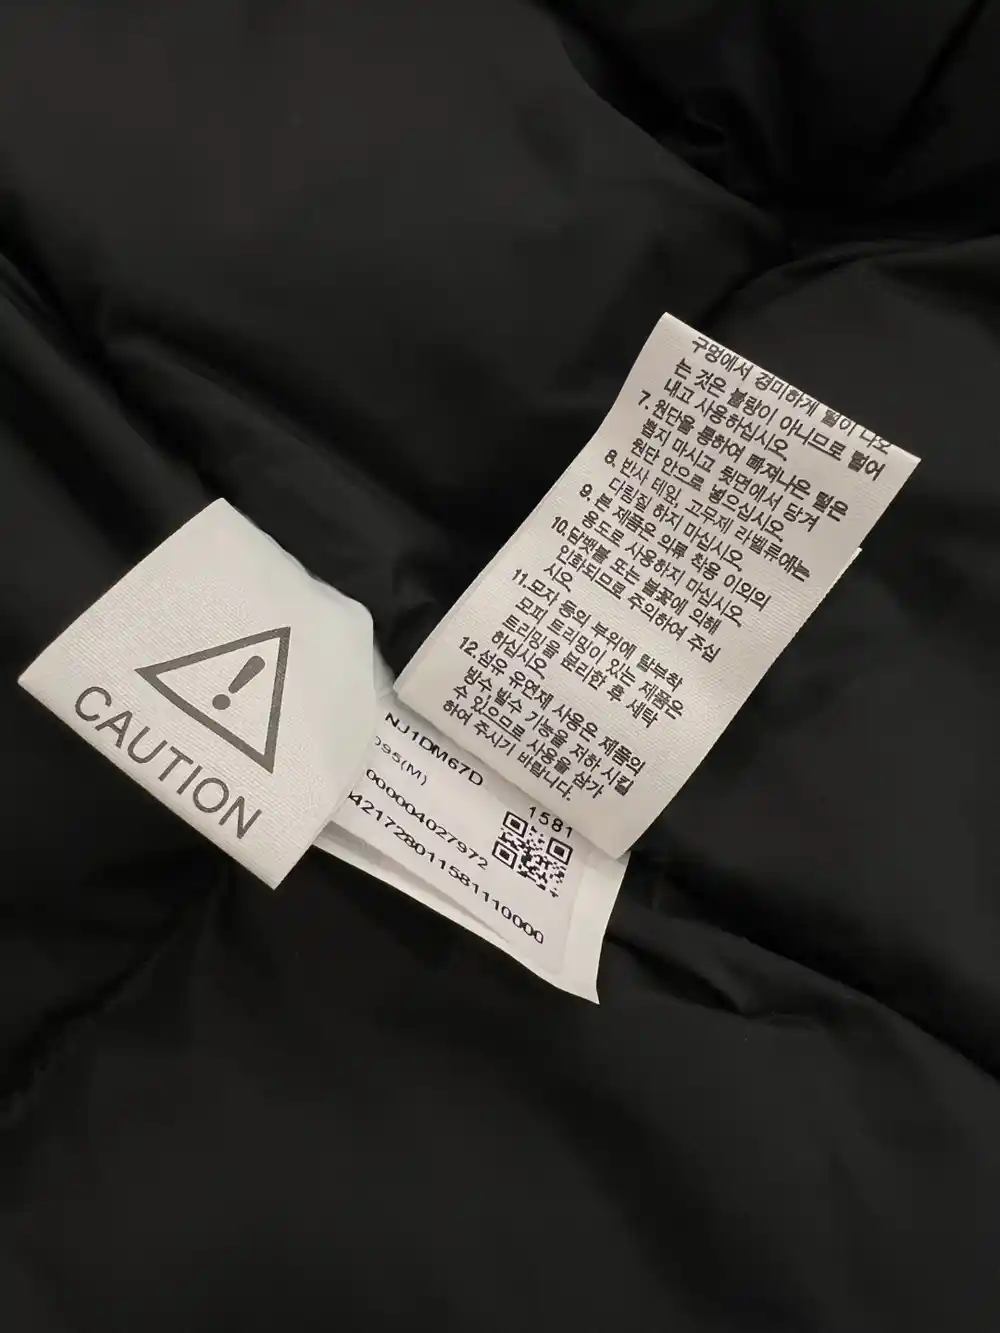 구멍에서 경미하게 털이 나오
는 것은 불량이 아니므로 털어
내고 사용하십시오
7. 원단을 통하여 빠져나온 털은
뽑지 마시고 뒷면에서 당겨
원단 안으로 넣으십시오.
8. 반사 테잎, 고무제 라벨류에는
다림질 하지 마십시오.
9. 본 제품은 의류 착용 이외의
용도로 사용하지 마십시오.
10.담뱃불 또는 불꽃에 의해
인화되므로 주의하여 주십
시오
11.모자 등의 부위에 탈부착
모피 트리밍이 있는 제품은
트리밍을 분리한 후 세탁
하십시오
12.섬유 유연제 사용은 제품의
방수 발수 기능을 저하 시킬
수 있으므로 사용을 삼가
하여 주시기 바랍니다.
CAUTION
NJ1DM67D
095(M)
1581
000004027972
4217280115811110000